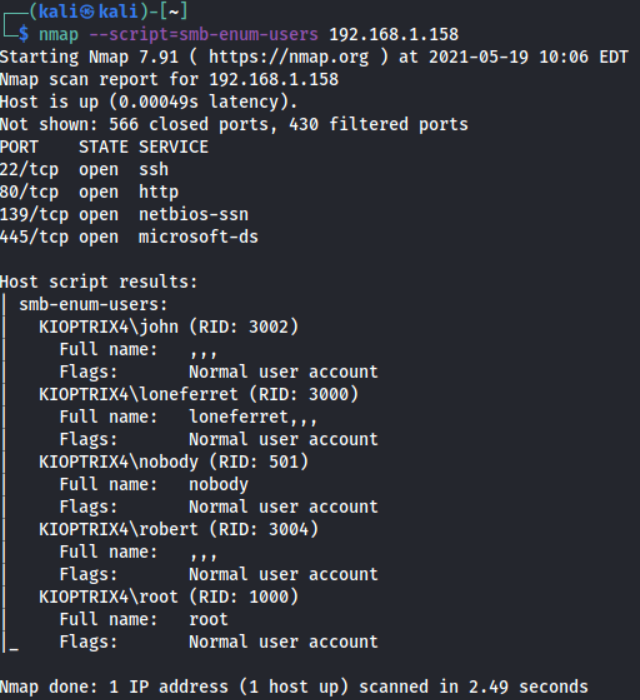 ┌──(kali㉿kali)-[~]
└─$ nmap --script=smb-enum-users 192.168.1.158
Starting Nmap 7.91 ( https://nmap.org ) at 2021-05-19 10:06 EDT
Nmap scan report for 192.168.1.158
Host is up (0.00049s latency).
Not shown: 566 closed ports, 430 filtered ports
PORT    STATE SERVICE
22/tcp  open  ssh
80/tcp  open  http
139/tcp open  netbios-ssn
445/tcp open  microsoft-ds

Host script results:
| smb-enum-users:
|   KIOPTRIX4\john (RID: 3002)
|     Full name:   ,,,
|     Flags:       Normal user account
|   KIOPTRIX4\loneferret (RID: 3000)
|     Full name:   loneferret,,,
|     Flags:       Normal user account
|   KIOPTRIX4\nobody (RID: 501)
|     Full name:   nobody
|     Flags:       Normal user account
|   KIOPTRIX4\robert (RID: 3004)
|     Full name:   ,,,
|     Flags:       Normal user account
|   KIOPTRIX4\root (RID: 1000)
|     Full name:   root
|_    Flags:       Normal user account

Nmap done: 1 IP address (1 host up) scanned in 2.49 seconds